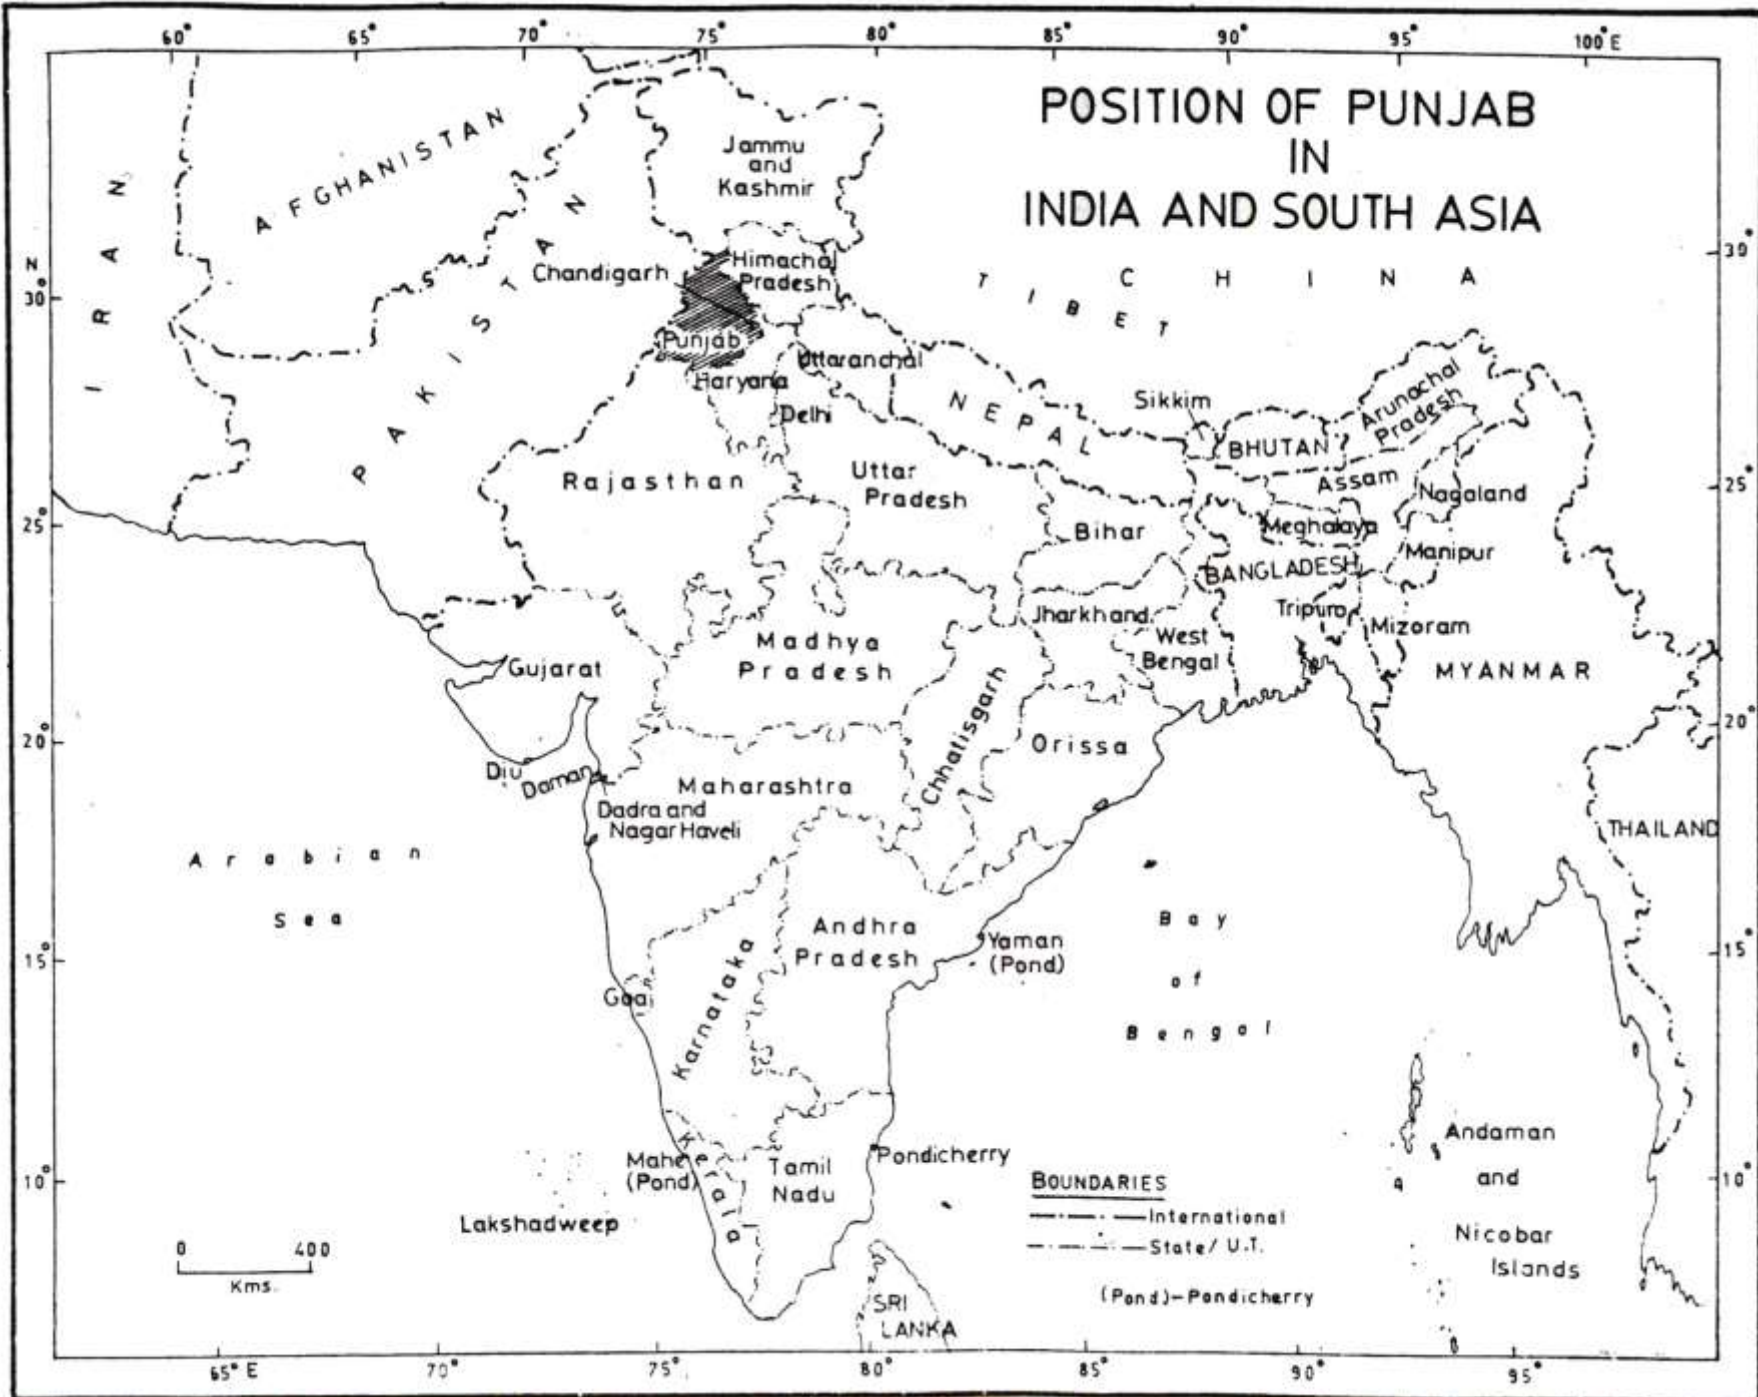 60° 65° 70° 75° 80° 85° 90° 95° 100°E
POSITION OF PUNJAB
IN
INDIA AND SOUTH ASIA
AFGHANISTAN
IRAN
PAKISTAN
Jammu
and
Kashmir
Chandigarh
Himachal
Pradesh
CHINA
TIBET
N
30°
39°
Punjab
Uttaranchal
Haryana
Delhi
NEPAL
Sikkim
BHUTAN
Arunachal
Pradesh
Rajasthan
Uttar
Pradesh
Assam
Nagaland
25°
25°
Bihar
Meghalaya
Manipur
BANGLADESH
Jharkhand
Tripura
Mizoram
West
Bengal
MYANMAR
Gujarat
Madhya
Pradesh
Chhatisgarh
Orissa
20°
20°
Diu
Daman
Maharashtra
Dadra and
Nagar Haveli
THAILAND
Arabian
Sea
Andhra
Pradesh
Yaman
(Pond)
Bay
of
Bengal
15°
15°
Goa
Karnataka
Andaman
and
Nicobar
Islands
Mahe
(Pond)
Kerala
Tamil
Nadu
Pondicherry
10°
10°
Lakshadweep
BOUNDARIES
International
State/ U.T.
(Pond)-Pondicherry
0 400
Kms.
SRI
LANKA
65°E 70° 75° 80° 85° 90° 95°